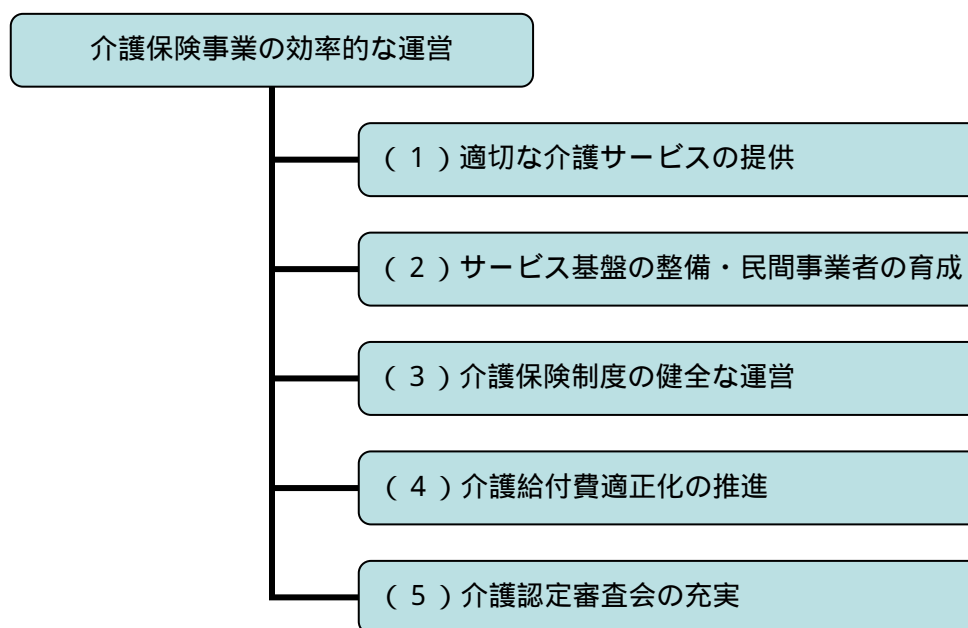 介護保険事業の効率的な運営
(1)適切な介護サービスの提供
(2)サービス基盤の整備・民間事業者の育成
(3)介護保険制度の健全な運営
(4)介護給付費適正化の推進
(5)介護認定審査会の充実